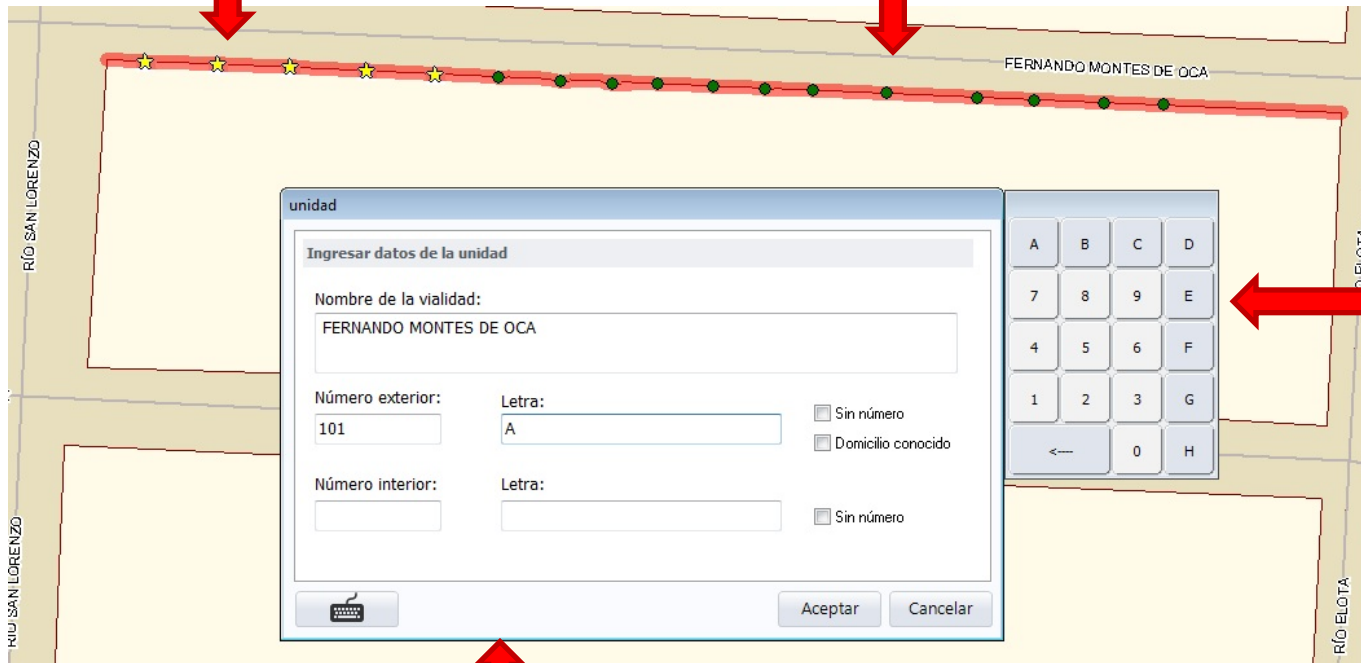 FERNANDO MONTES DE OCA
RÍO SAN LORENZO
unidad
Ingresar datos de la unidad
Nombre de la vialidad:
FERNANDO MONTES DE OCA
Número exterior: Letra:
101 A
Sin número
Domicilio conocido
Número interior: Letra:
Sin número
Aceptar Cancelar
A B C D
7 8 9 E
4 5 6 F
1 2 3 G
<---- 0 H
RÍO SAN LORENZO
RÍO ELOTA